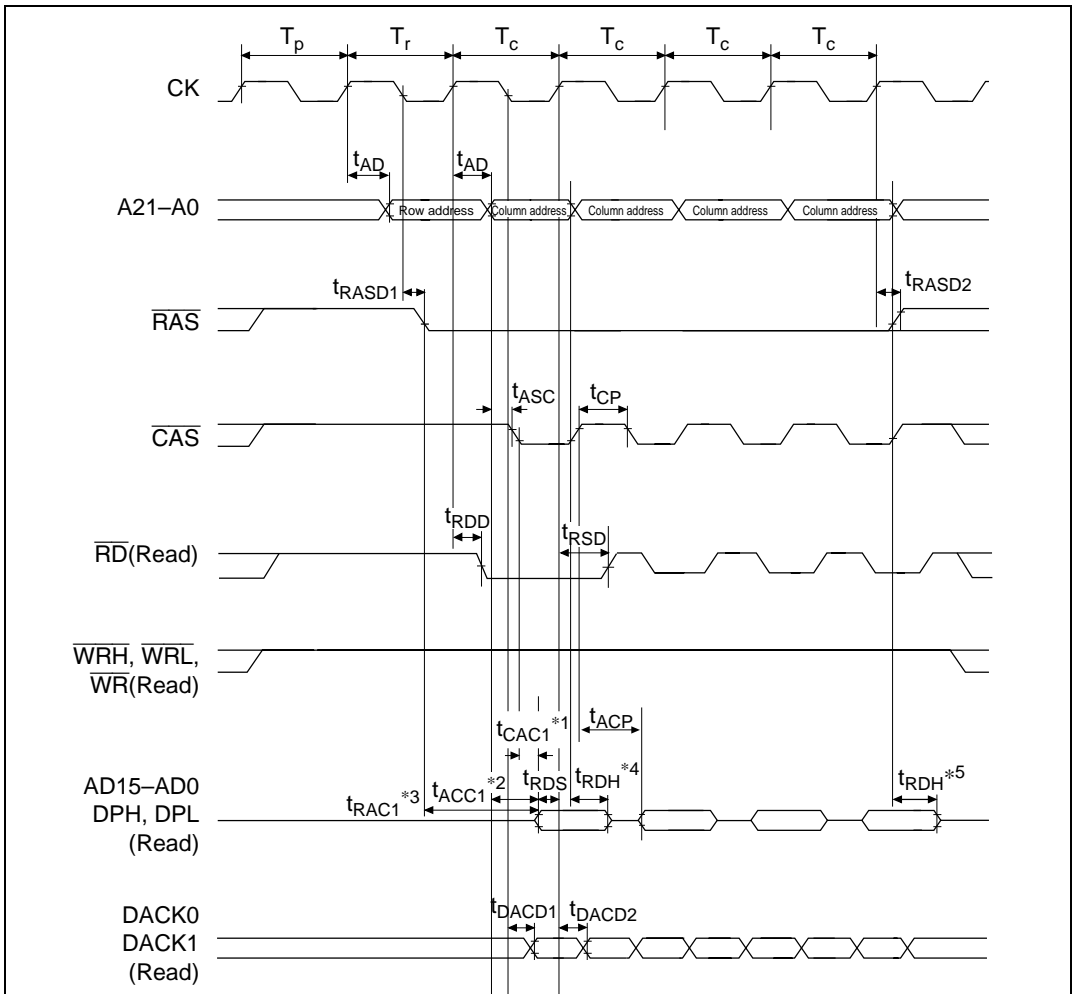 Tp Tr Tc Tc Tc Tc
CK
tAD tAD
A21–A0 Row address Column address Column address Column address Column address
tRASD1 tRASD2
RAS
tASC tCP
CAS
tRDD tRSD
RD(Read)
WRH, WRL,
WR(Read)
tCAC1*1 tACP
AD15–AD0
DPH, DPL
(Read)
tRAC1*3 tACC1*2 tRDS tRDH*4 tRDH*5
DACK0
DACK1
(Read)
tDACD1 tDACD2